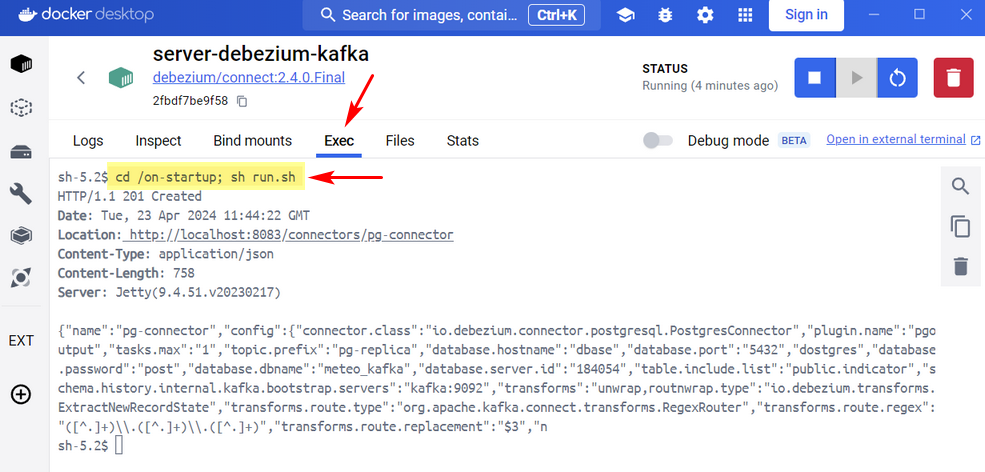 docker desktop
Search for images, contai...
Ctrl+K
Sign in
server-debezium-kafka
debezium/connect:2.4.0.Final
2fbdf7be9f58
STATUS
Running (4 minutes ago)
Logs
Inspect
Bind mounts
Exec
Files
Stats
Debug mode
BETA
Open in external terminal
sh-5.2$ cd /on-startup; sh run.sh
HTTP/1.1 201 Created
Date: Tue, 23 Apr 2024 11:44:22 GMT
Location: http://localhost:8083/connectors/pg-connector
Content-Type: application/json
Content-Length: 758
Server: Jetty(9.4.51.v20230217)
{"name":"pg-connector","config":{"connector.class":"io.debezium.connector.postgresql.PostgresConnector","plugin.name":"pgo
utput","tasks.max":"1","topic.prefix":"pg-replica","database.hostname":"dbase","database.port":"5432","dostgres","database
.password":"post","database.dbname":"meteo_kafka","database.server.id":"184054","table.include.list":"public.indicator","s
chema.history.internal.kafka.bootstrap.servers":"kafka:9092","transforms":"unwrap,routnwrap.type":"io.debezium.transforms.
ExtractNewRecordState","transforms.route.type":"org.apache.kafka.connect.transforms.RegexRouter","transforms.route.regex":
"([^.]+)\\.([^.]+)\\.([^.]+)","transforms.route.replacement":"$3","n
sh-5.2$
EXT